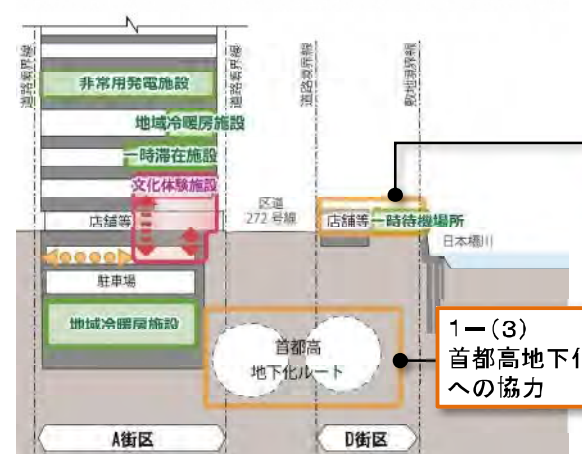 道路境界線
道路境界線
道路境界線
敷地境界線
非常用発電施設
地域冷暖房施設
一時滞在施設
文化体験施設
店舗等
区道
272号線
店舗等
一時待機場所
日本橋川
駐車場
地域冷暖房施設
首都高
地下化ルート
1－(3)
首都高地下化
への協力
A街区
D街区